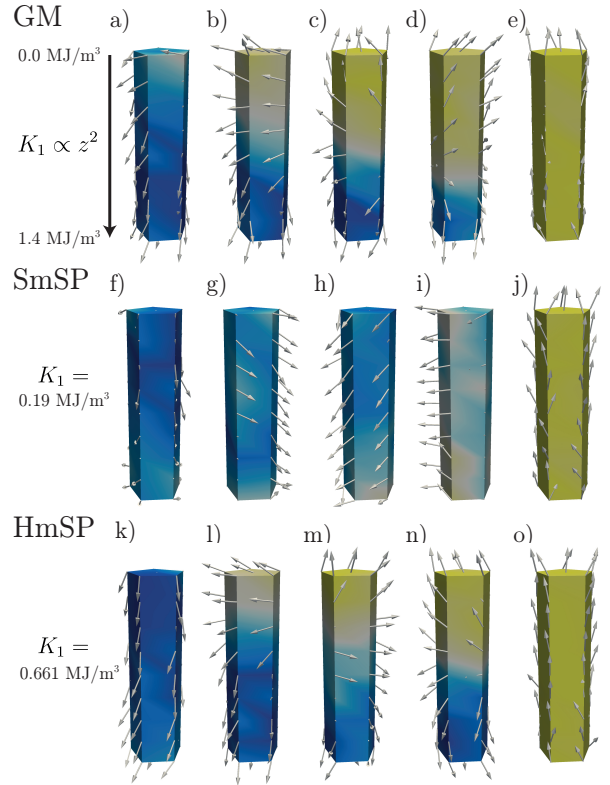 GM a) b) c) d) e)
0.0 MJ/m³
K₁ ∝ z²
1.4 MJ/m³
SmSP
f) g) h) i) j)
K₁ =
0.19 MJ/m³
HmSP
k) l) m) n) o)
K₁ =
0.661 MJ/m³